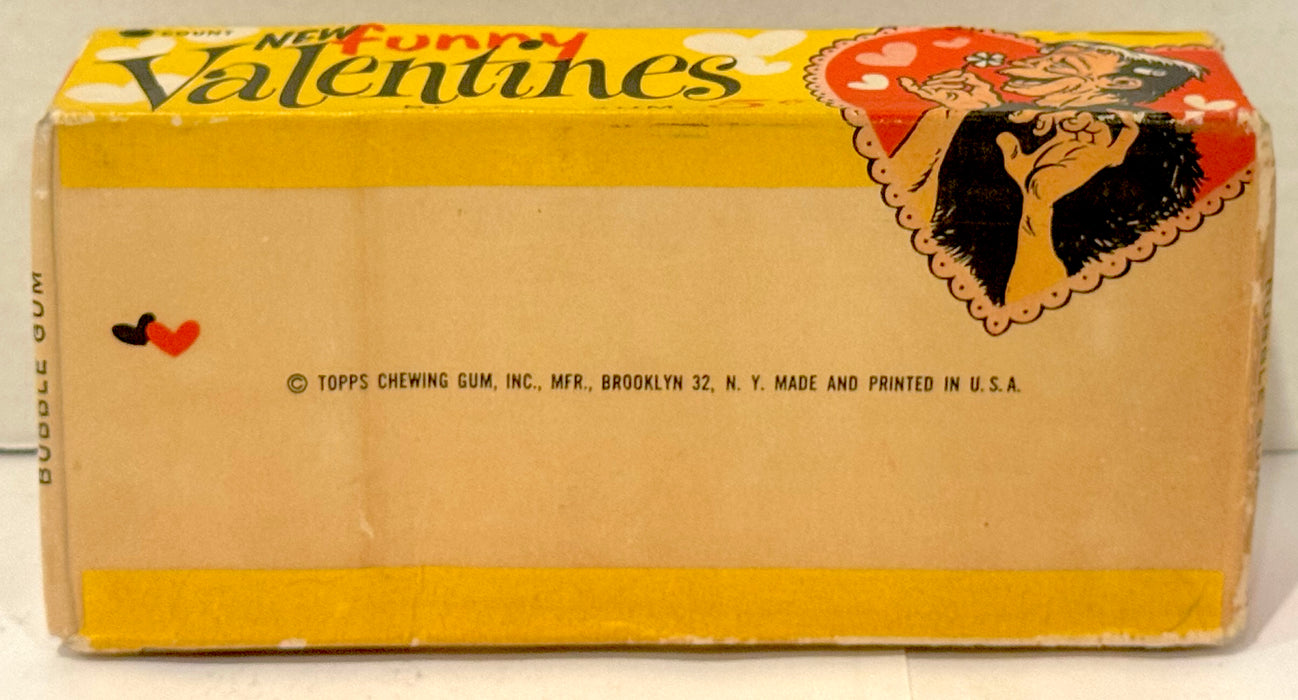 COUNT
NEW funny
Valentines
BUBBLE GUM
© TOPPS CHEWING GUM, INC., MFR., BROOKLYN 32, N. Y. MADE AND PRINTED IN U. S. A.